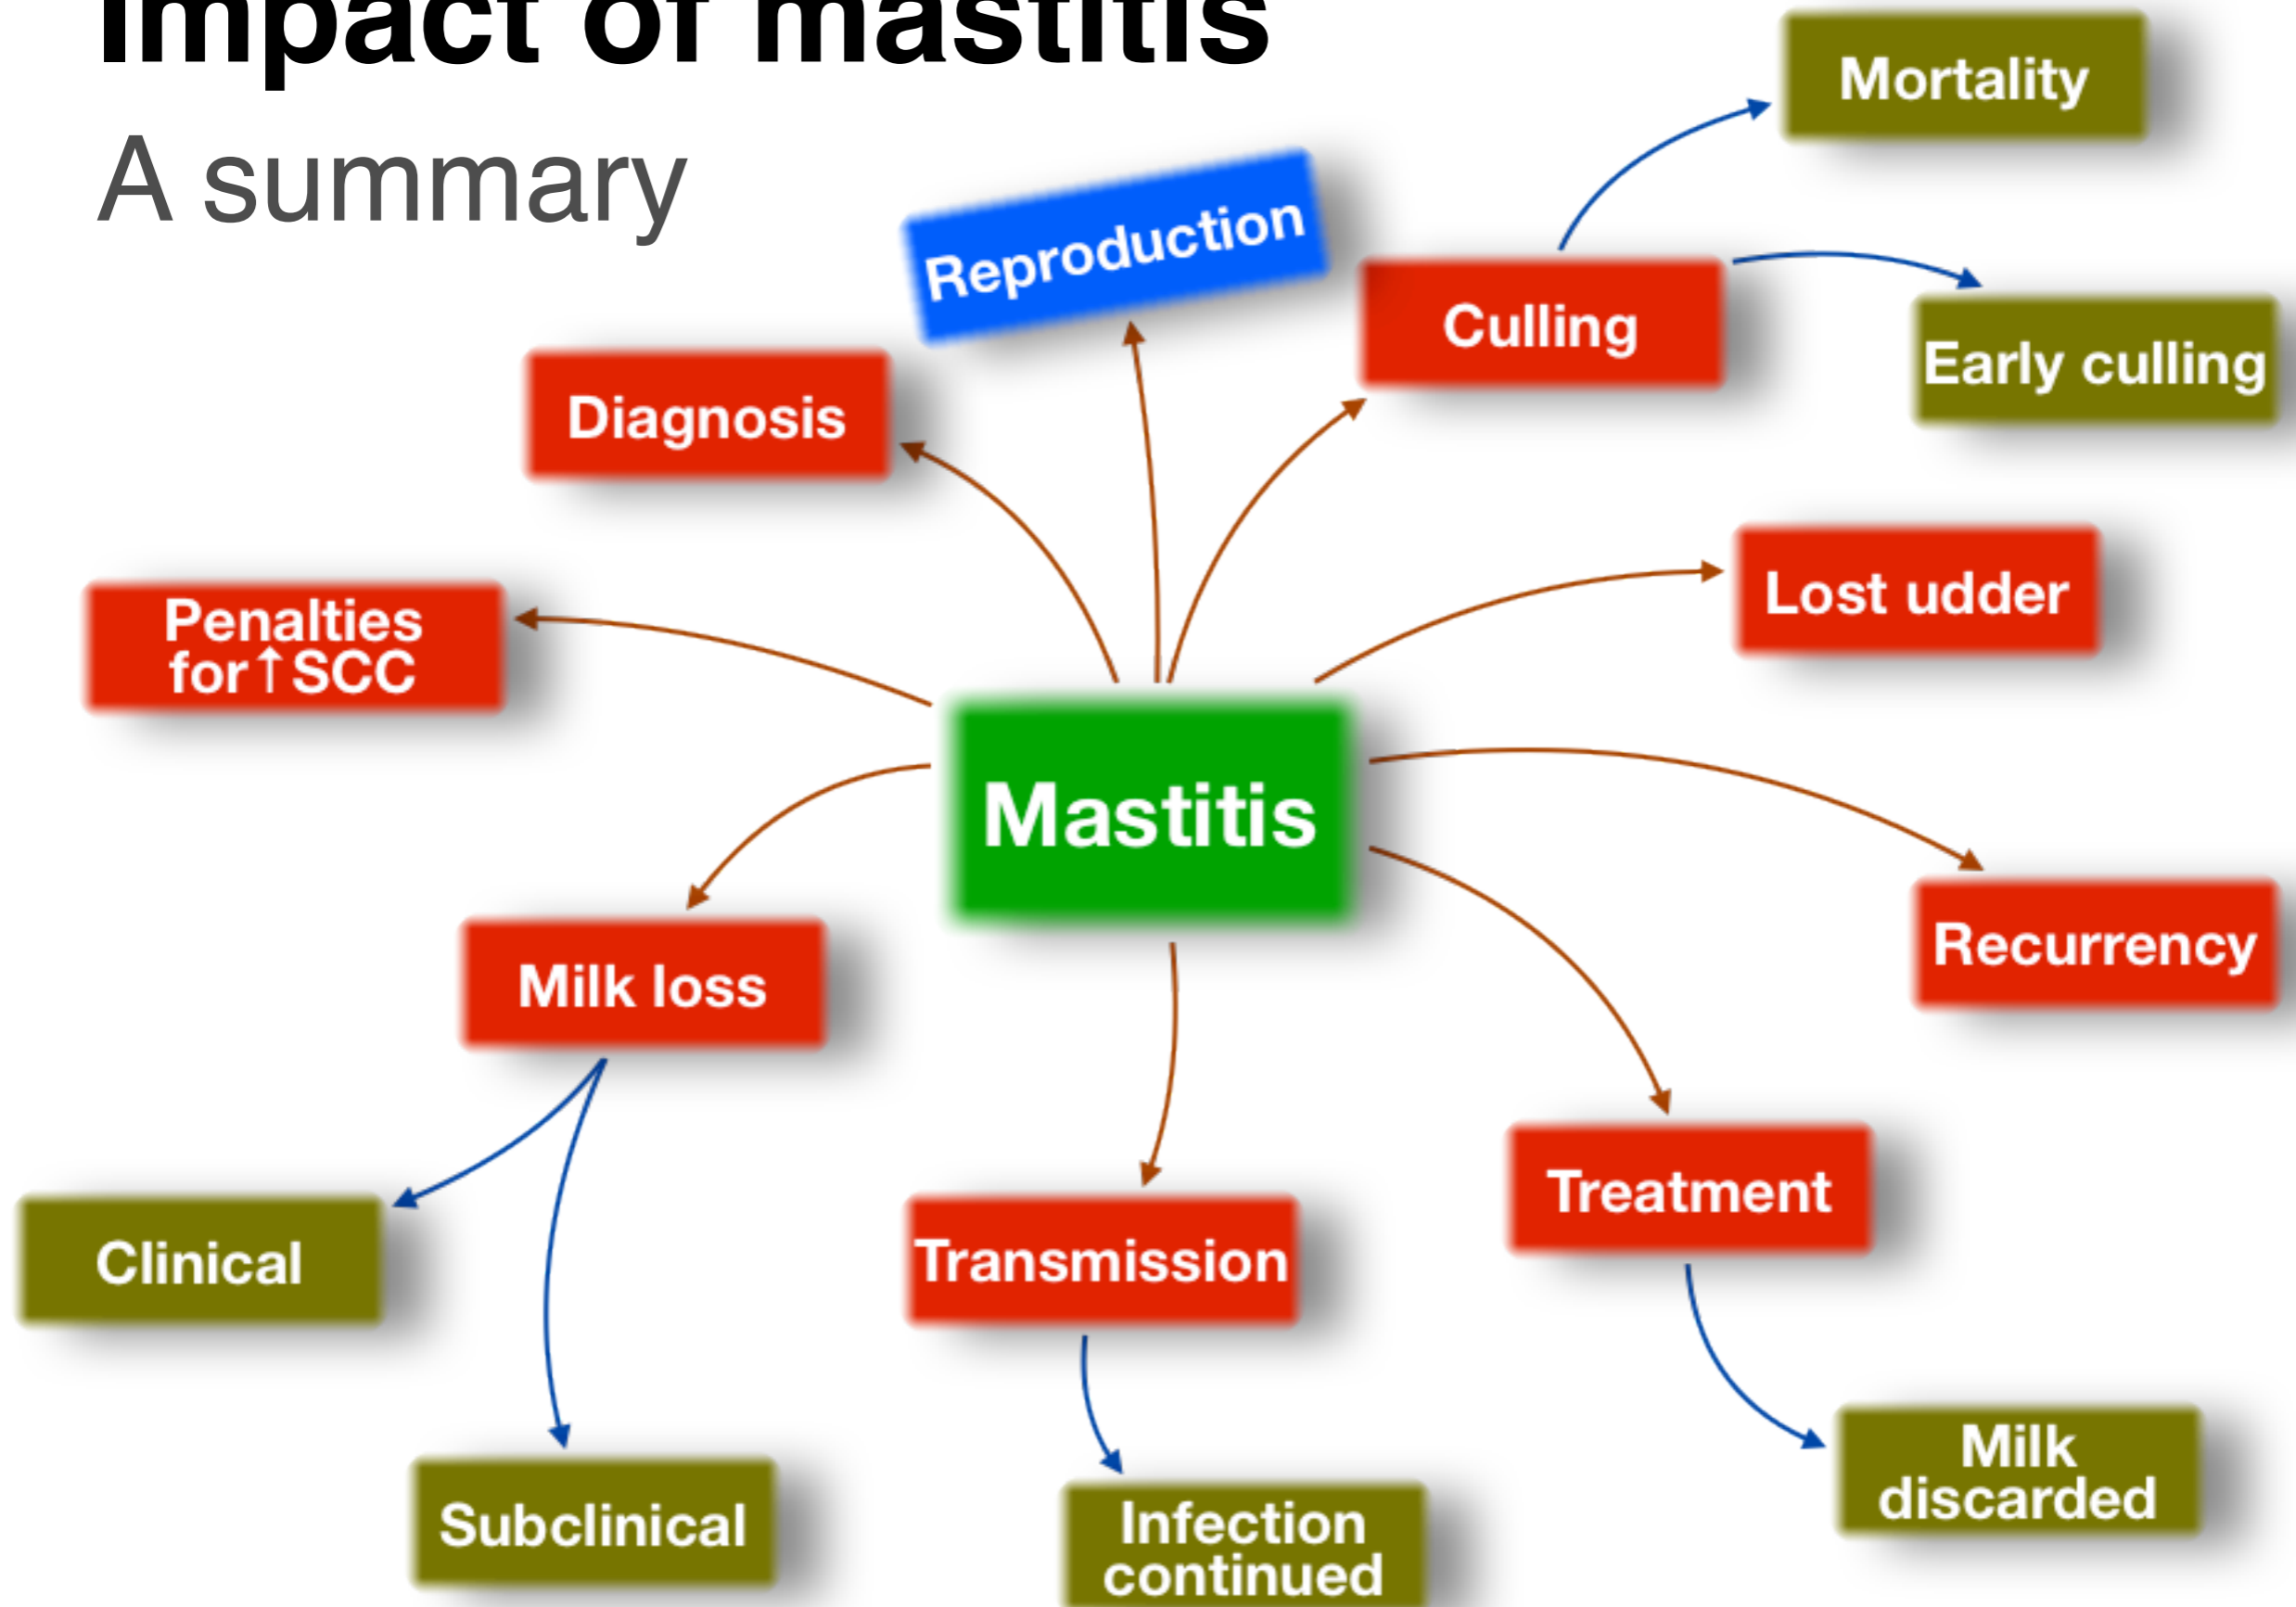 Impact of mastitis
A summary
Mortality
Reproduction
Culling
Early culling
Diagnosis
Lost udder
Penalties
for↑SCC
Mastitis
Recurrency
Milk loss
Treatment
Transmission
Clinical
Milk
discarded
Subclinical
Infection
continued